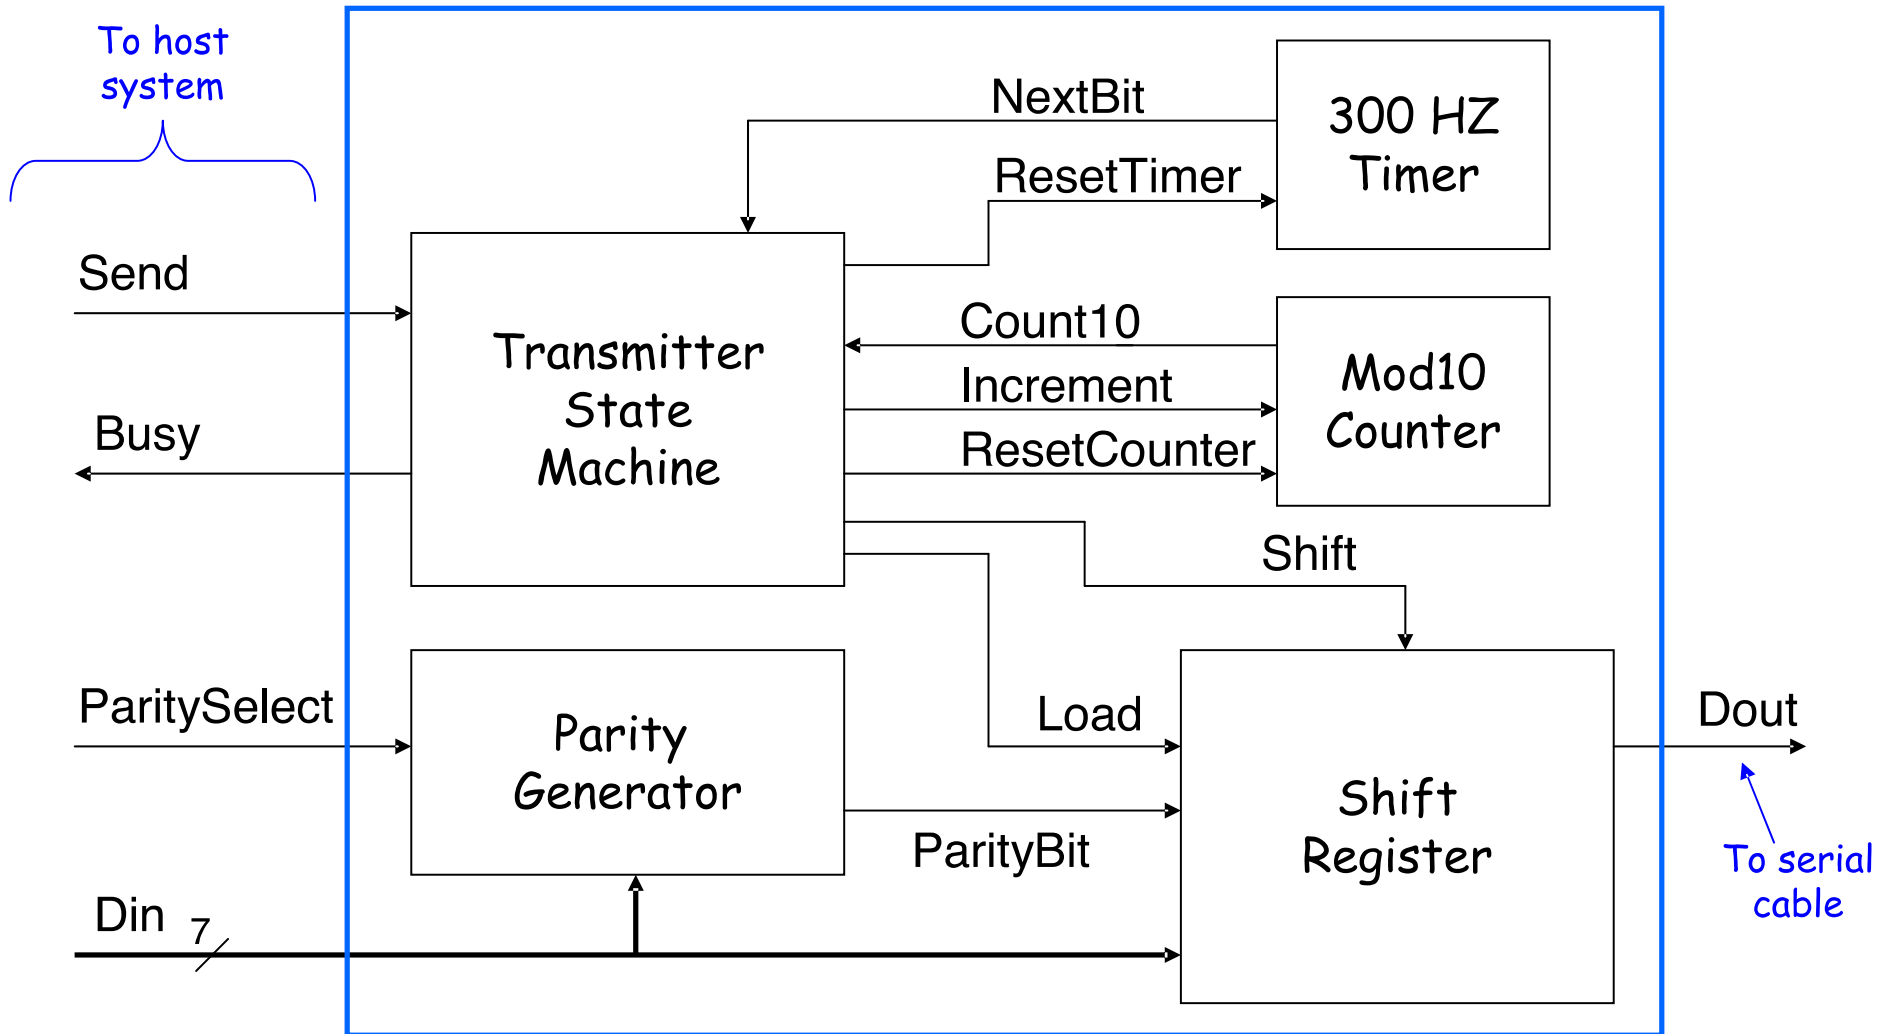 To host
system
NextBit
300 HZ
Timer
ResetTimer
Send
Transmitter
State
Machine
Count10
Increment
ResetCounter
Mod10
Counter
Busy
Shift
ParitySelect
Parity
Generator
Load
ParityBit
Shift
Register
Dout
To serial
cable
Din 7